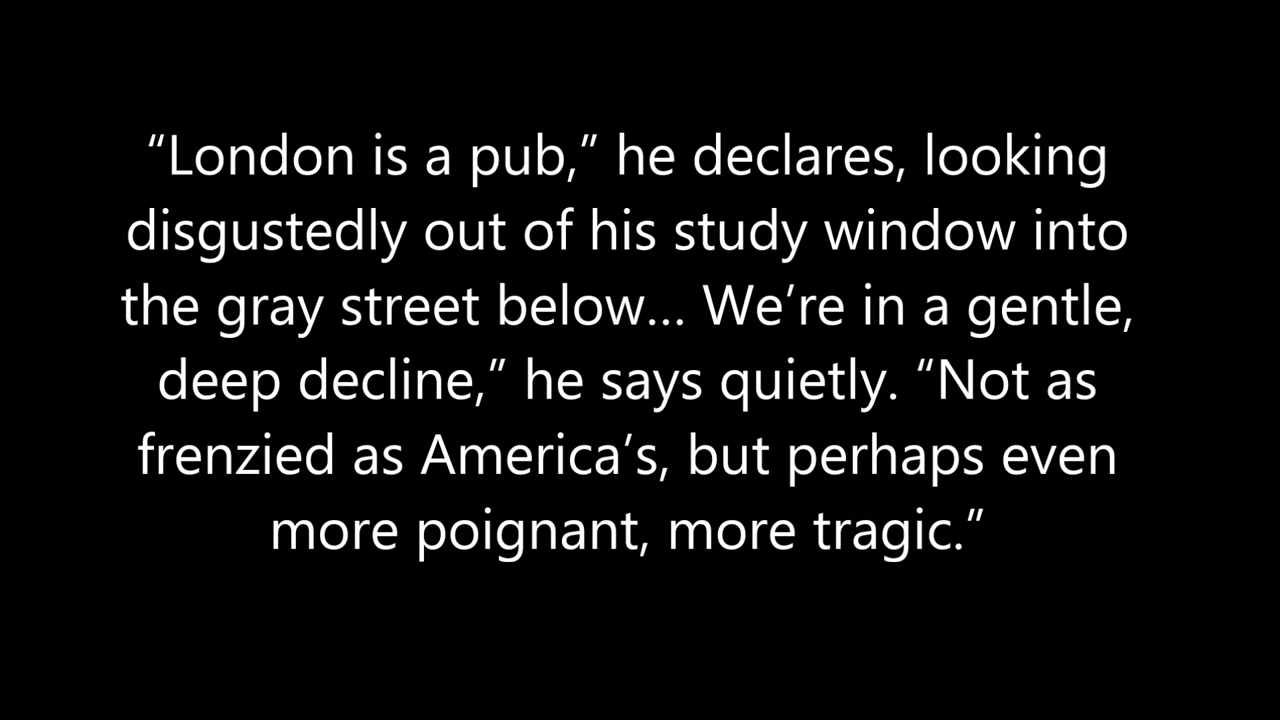 “London is a pub,” he declares, looking
disgustedly out of his study window into
the gray street below… We’re in a gentle,
deep decline,” he says quietly. “Not as
frenzied as America’s, but perhaps even
more poignant, more tragic.”